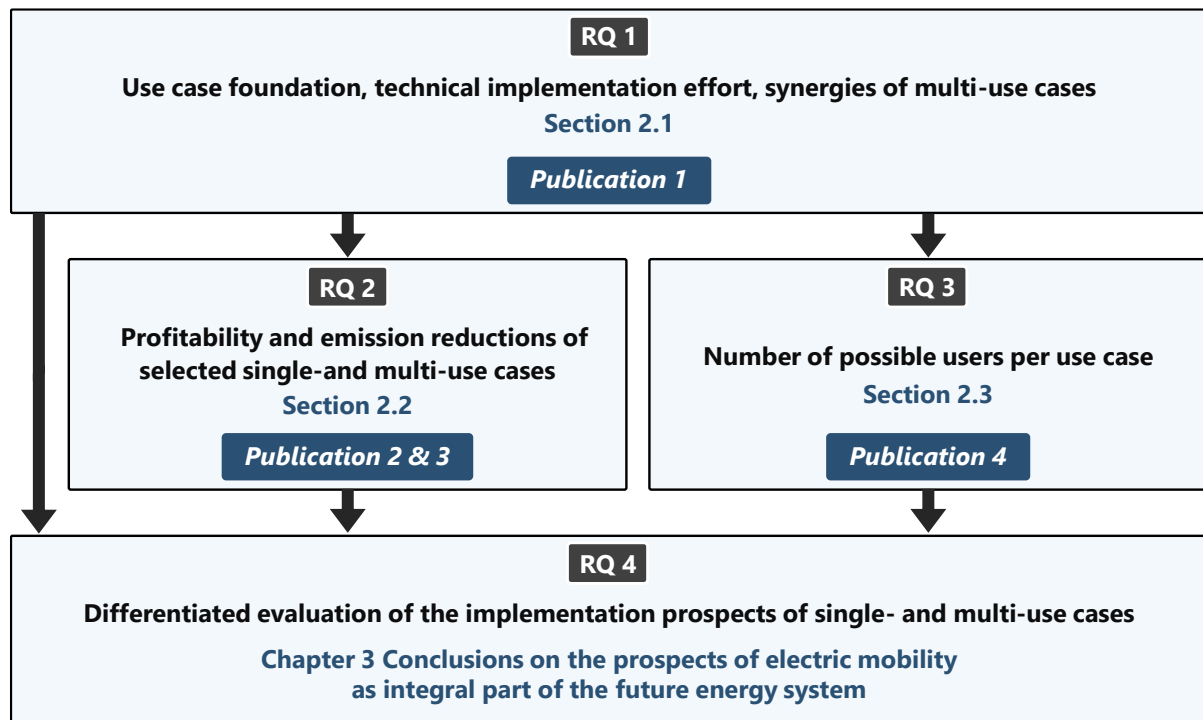 RQ 1
Use case foundation, technical implementation effort, synergies of multi-use cases
Section 2.1
Publication 1
RQ 2
Profitability and emission reductions of
selected single-and multi-use cases
Section 2.2
Publication 2 & 3
RQ 3
Number of possible users per use case
Section 2.3
Publication 4
RQ 4
Differentiated evaluation of the implementation prospects of single- and multi-use cases
Chapter 3 Conclusions on the prospects of electric mobility
as integral part of the future energy system